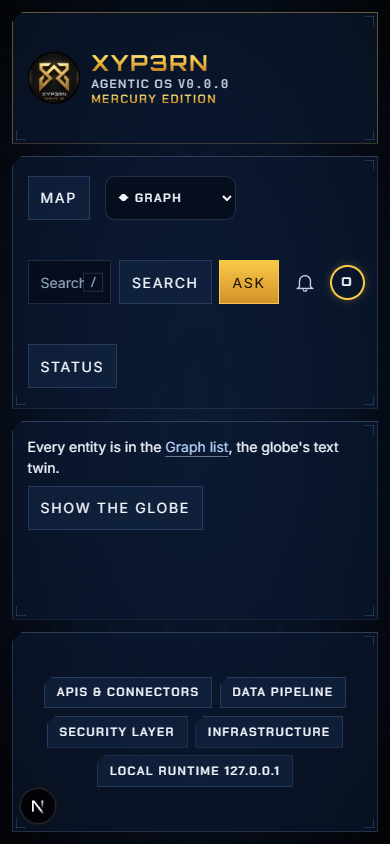 XYP3RN
AGENTIC OS V0.0.0
MERCURY EDITION
MAP
GRAPH
Search
/
SEARCH
ASK
STATUS
Every entity is in the Graph list, the globe's text
twin.
SHOW THE GLOBE
APIS & CONNECTORS
DATA PIPELINE
SECURITY LAYER
INFRASTRUCTURE
LOCAL RUNTIME 127.0.0.1
N